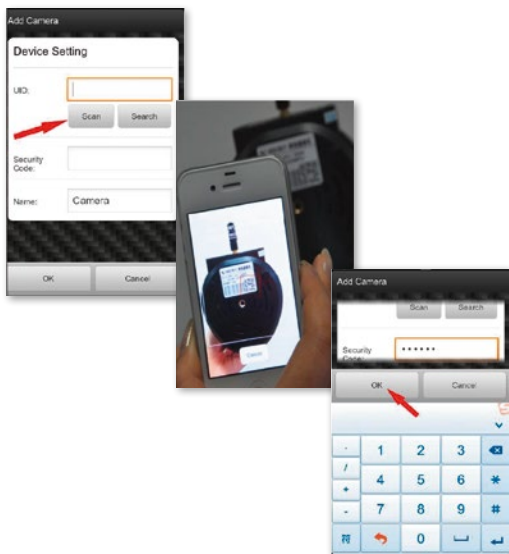 Add Camera
Device Setting
UID:
Scan Search
Security
Code:
Name: Camera
OK Cancel
Cancel
Add Camera
Scan Search
Security
Code:
••••••
OK Cancel
. 1 2 3
/
4 5 6 *
+
- 7 8 9 #
符 0